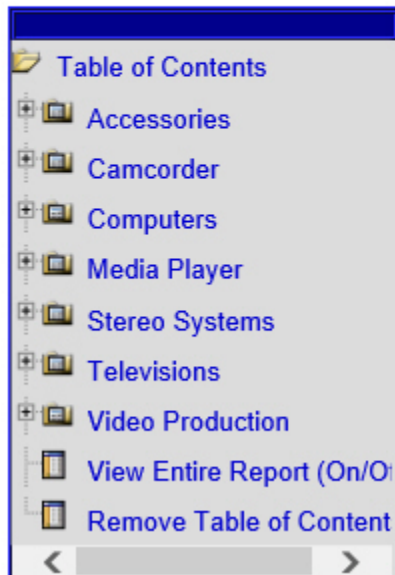 Table of Contents
Accessories
Camcorder
Computers
Media Player
Stereo Systems
Televisions
Video Production
View Entire Report (On/Of
Remove Table of Content